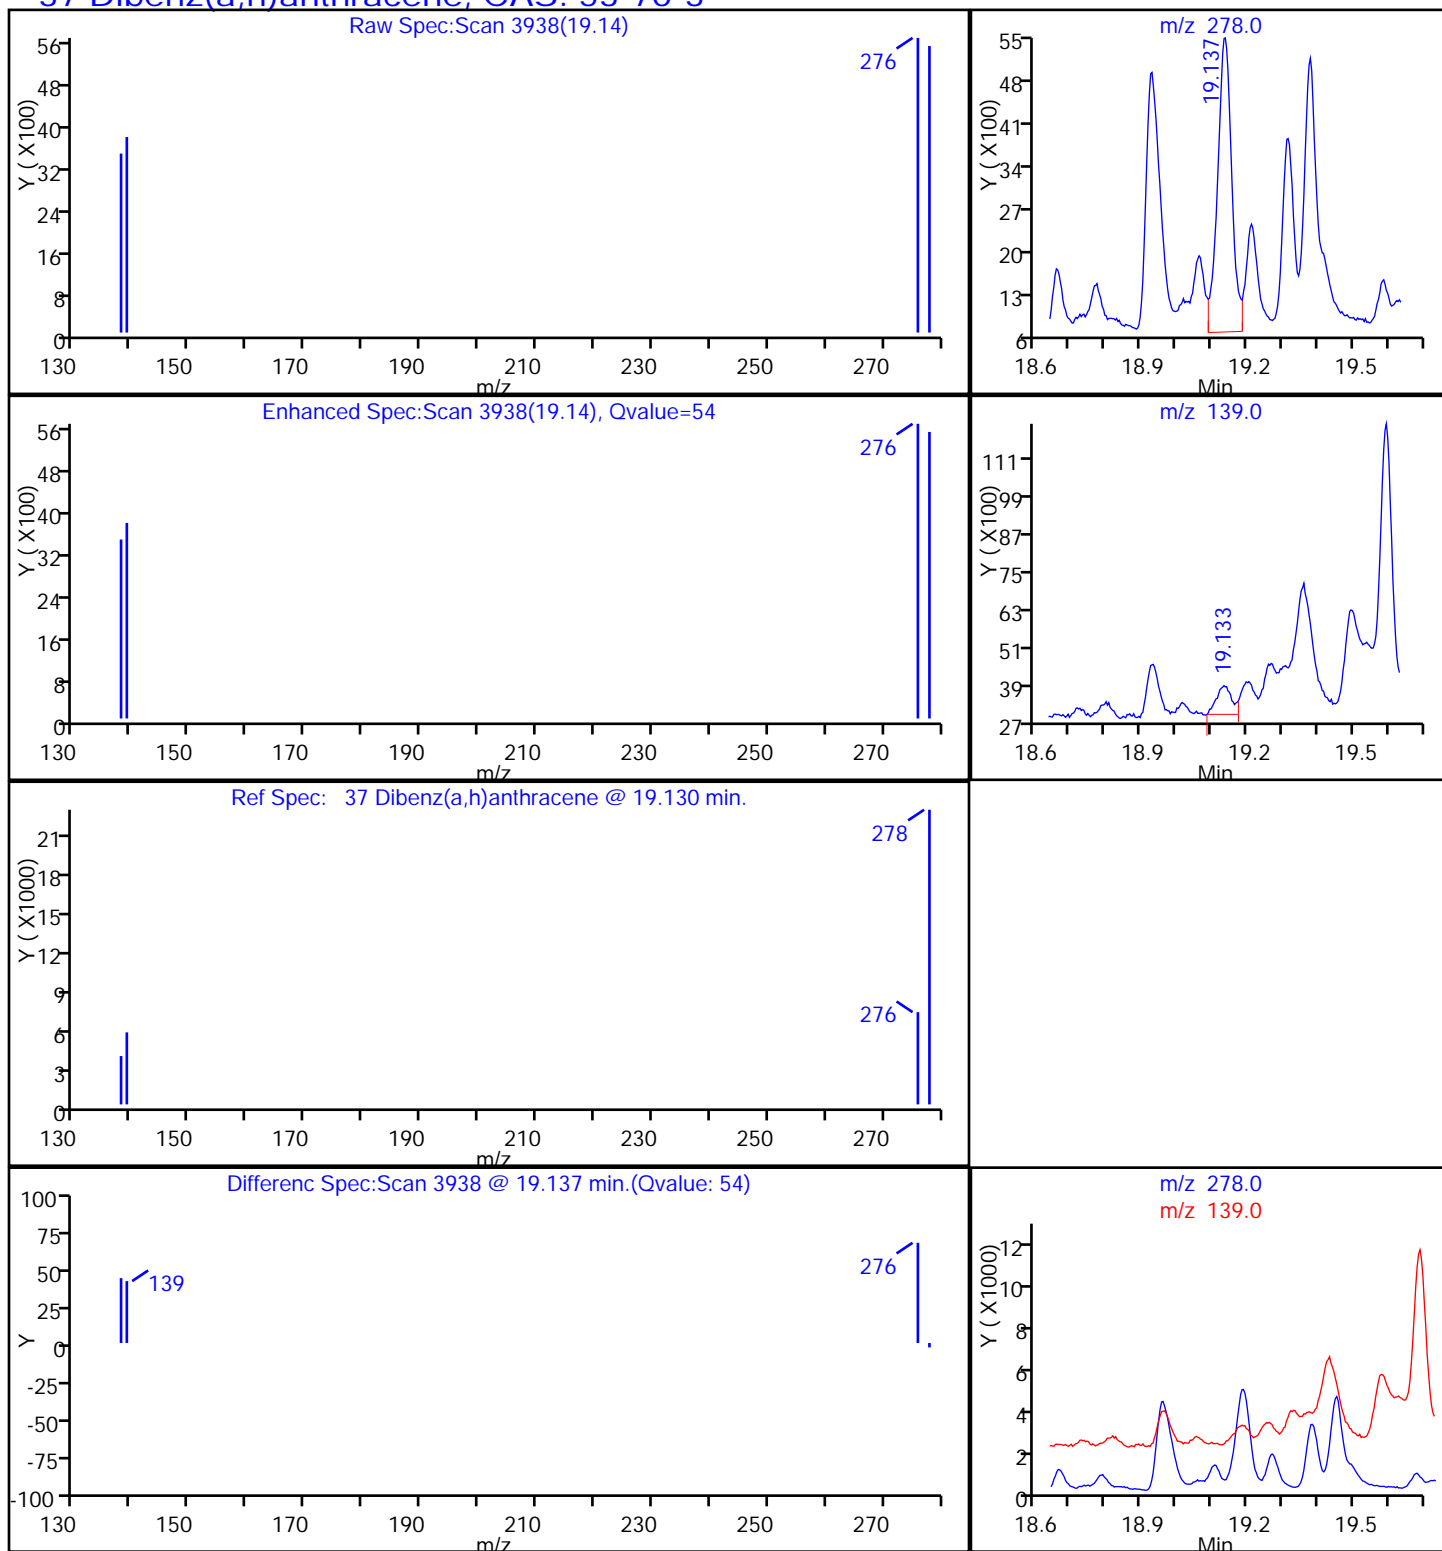 Raw Spec:Scan 3938(19.14)
Y ( X100)
56
48
40
32
24
16
8
0
276
130 150 170 190 210 230 250 270
m/z
m/z 278.0
Y ( X100)
55
48
41
34
27
20
13
6
19.137
18.6 18.9 19.2 19.5
Min
Enhanced Spec:Scan 3938(19.14), Qvalue=54
Y ( X100)
56
48
40
32
24
16
8
0
276
130 150 170 190 210 230 250 270
m/z
m/z 139.0
Y ( X100)
111
99
87
75
63
51
39
27
19.133
18.6 18.9 19.2 19.5
Min
Ref Spec: 37 Dibenz(a,h)anthracene @ 19.130 min.
Y ( X1000)
21
18
15
12
9
6
3
0
278
276
130 150 170 190 210 230 250 270
m/z
Differenc Spec:Scan 3938 @ 19.137 min.(Qvalue: 54)
Y
100
75
50
25
0
-25
-50
-75
-100
139
276
130 150 170 190 210 230 250 270
m/z
m/z 278.0
m/z 139.0
Y ( X1000)
12
10
8
6
4
2
0
18.6 18.9 19.2 19.5
Min